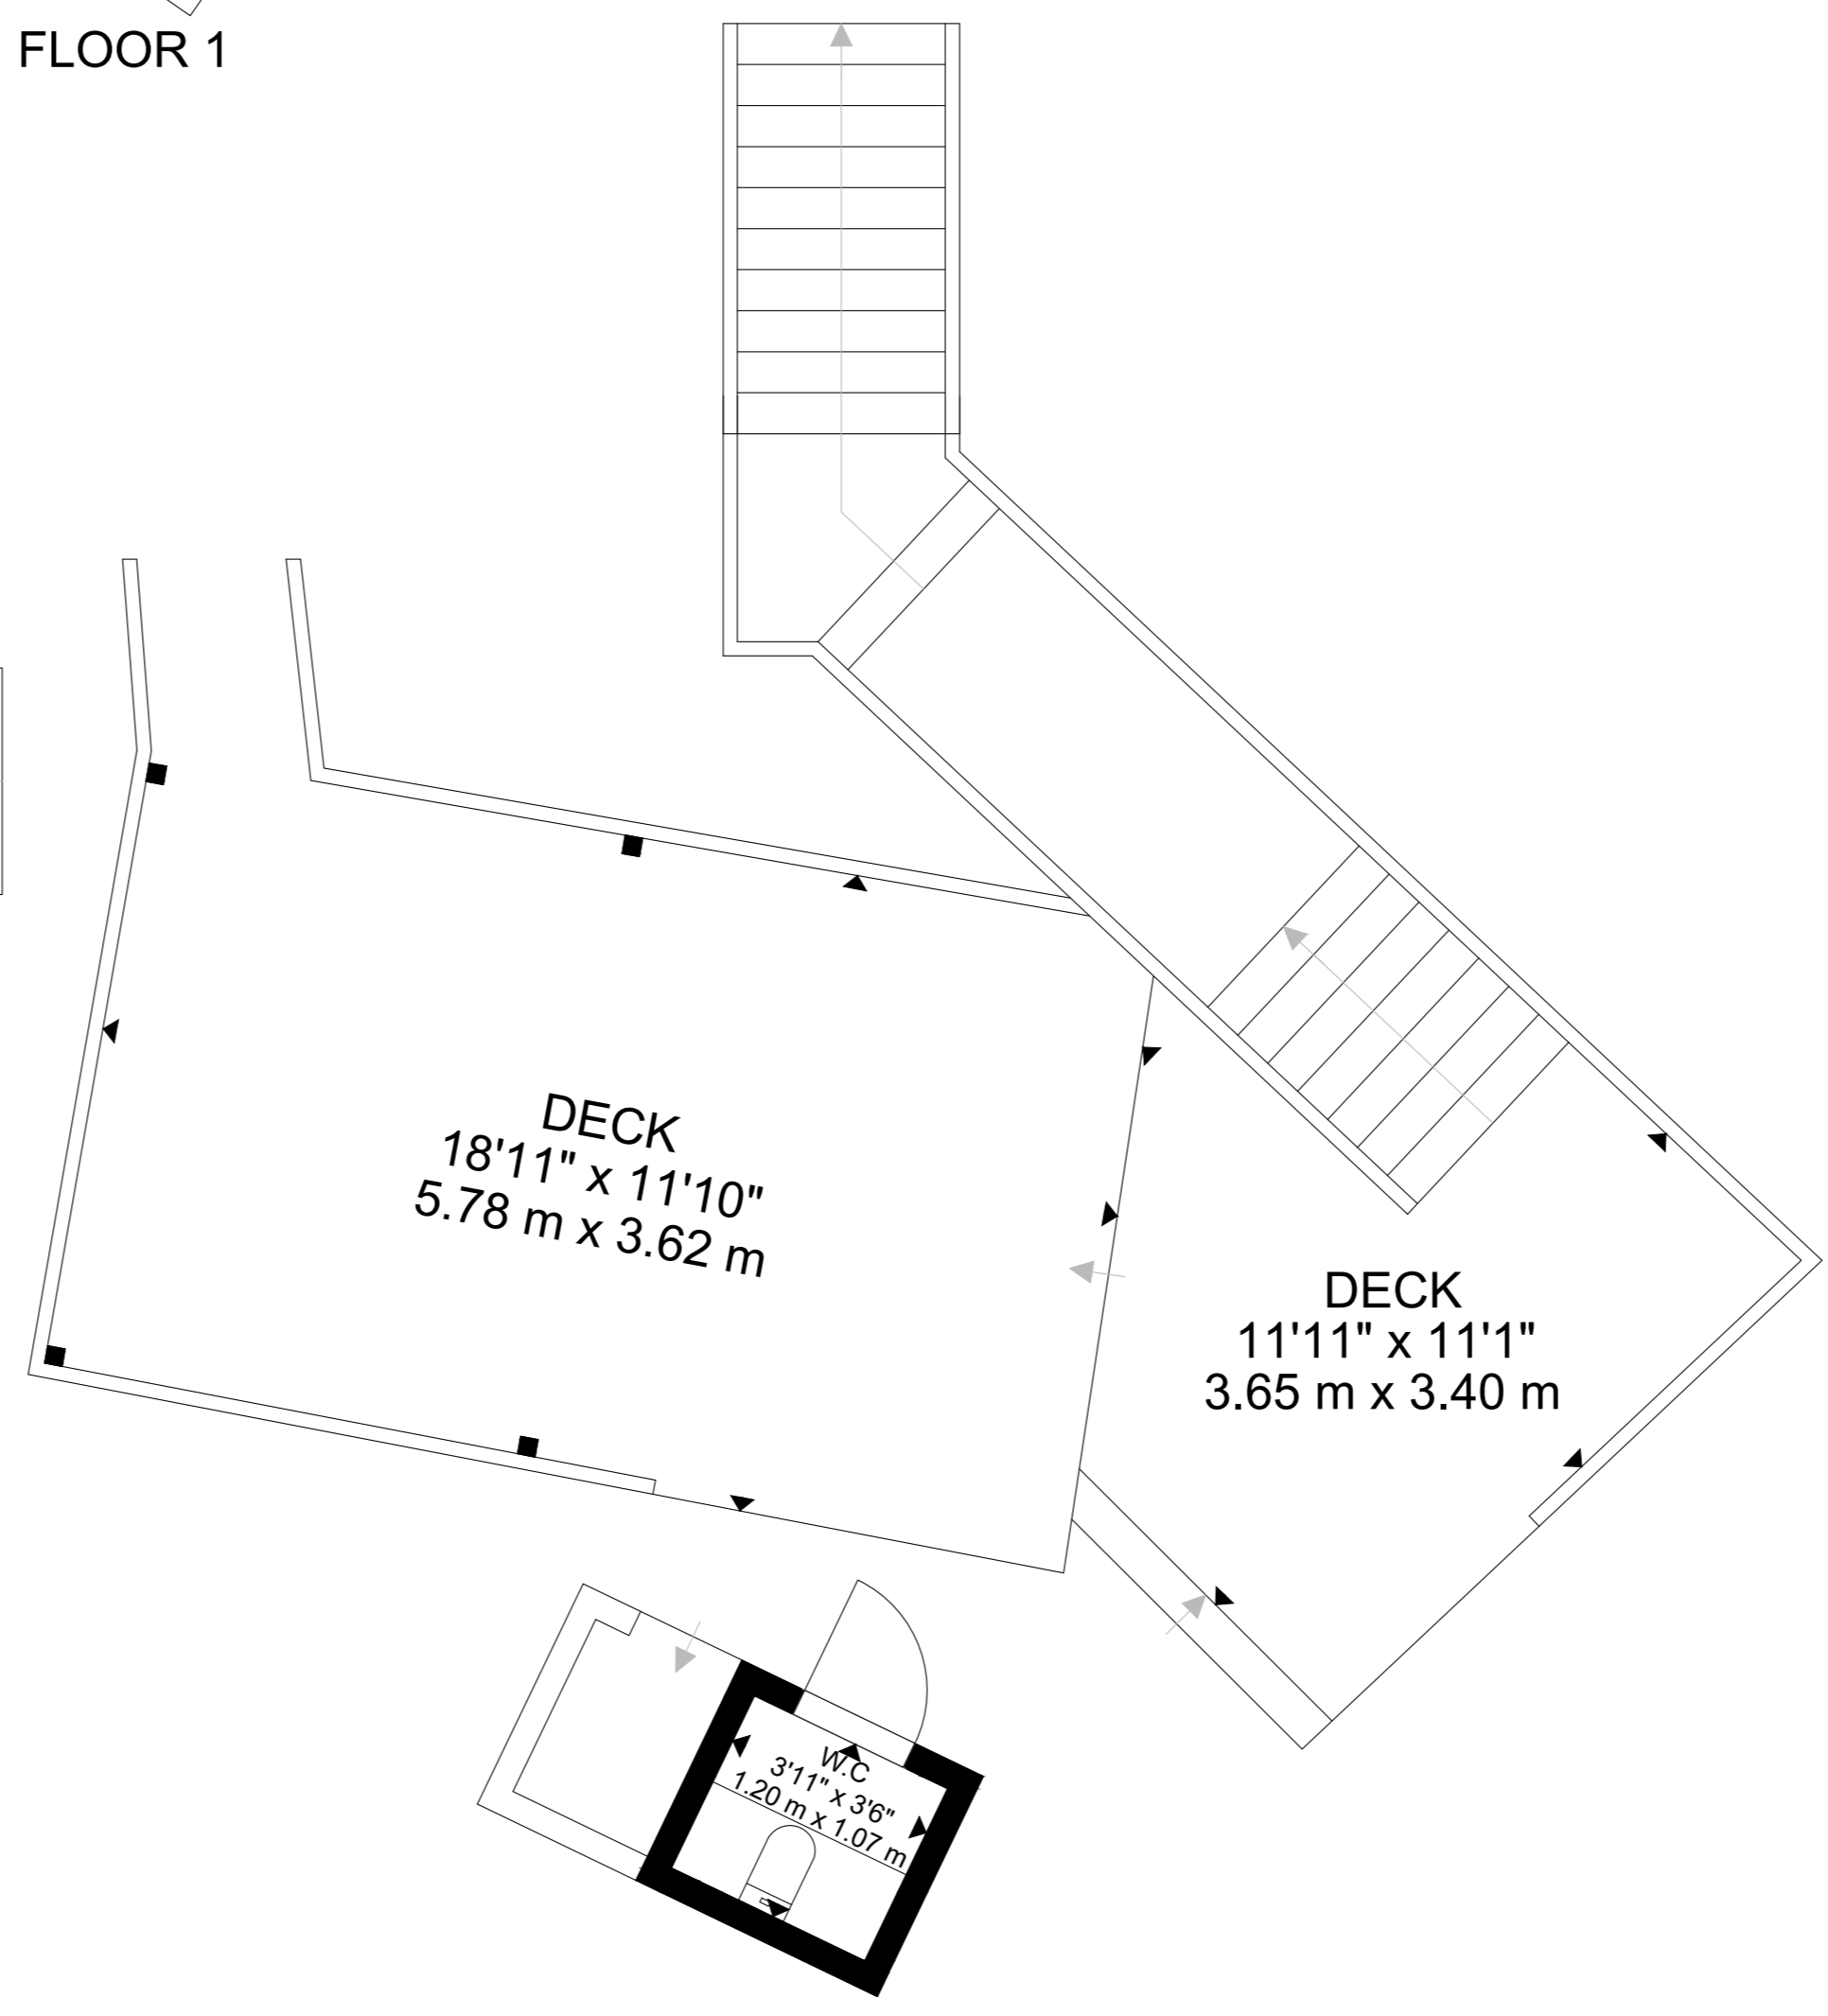 FLOOR 1
DECK
18'11" x 11'10"
5.78 m x 3.62 m
DECK
11'11" x 11'1"
3.65 m x 3.40 m
W.C
3'11" x 3'6"
1.20 m x 1.07 m